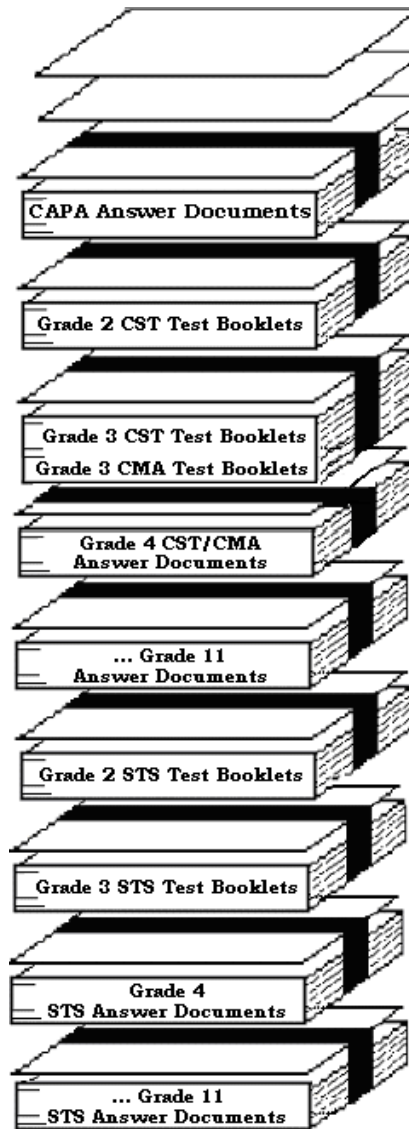 CAPA Answer Documents
Grade 2 CST Test Booklets
Grade 3 CST Test Booklets
Grade 3 CMA Test Booklets
Grade 4 CST/CMA
Answer Documents
... Grade 11
Answer Documents
Grade 2 STS Test Booklets
Grade 3 STS Test Booklets
Grade 4
STS Answer Documents
... Grade 11
STS Answer Documents